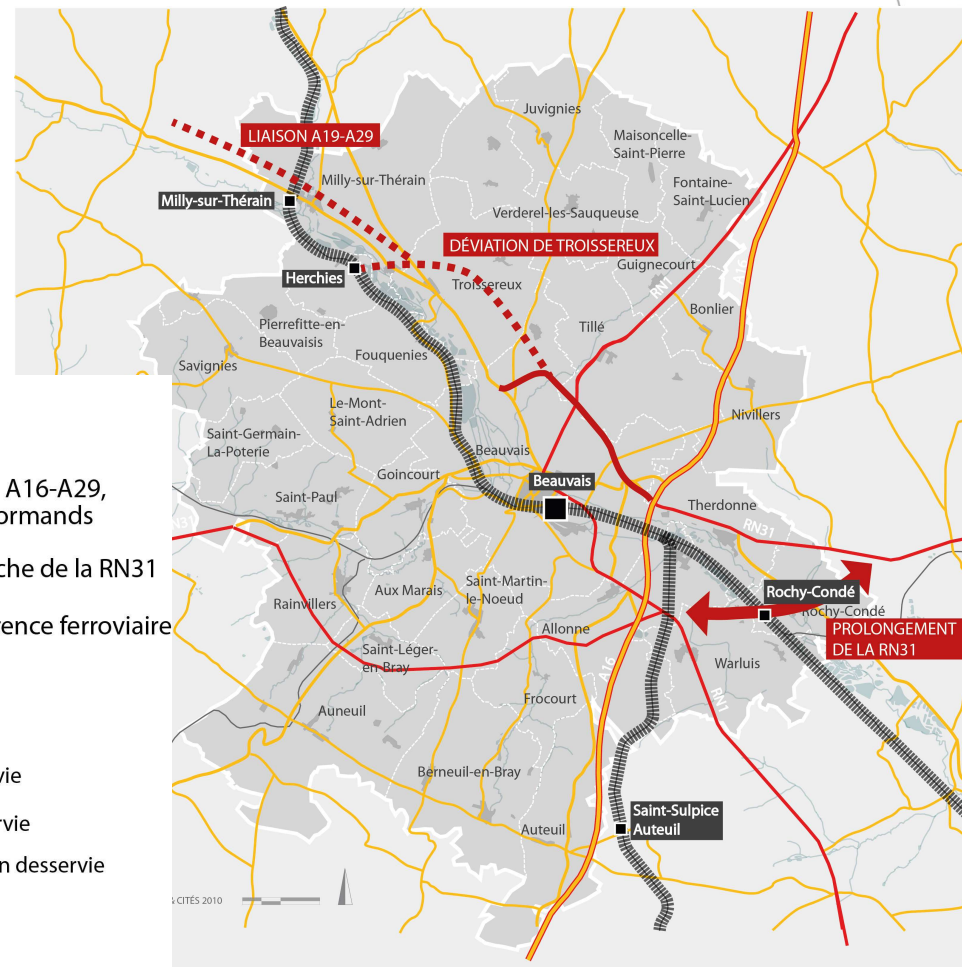 Juvignies
LIAISON A19-A29
Maisoncelle-
Saint-Pierre
Milly-sur-Thérain
Fontaine-
Saint-Lucien
Milly-sur-Thérain
Verderel-les-Sauqueuse
DÉVIATION DE TROISSEREUX
Guignecourt
A16
Herchies
Troissereux
RN1
Bonlier
Pierrefitte-en-
Beauvaisis
Tillé
Fouquenies
Savignies
Le-Mont-
Saint-Adrien
Nivillers
Saint-Germain-
La-Poterie
Beauvais
Goincourt
Beauvais
A16-A29,
Saint-Paul
Therdonne
ormands
RN31
RN31
che de la RN31
Saint-Martin-
le-Noeud
Aux Marais
Rochy-Condé
Rainvillers
Rochy-Condé
rence ferroviaire
Allonne
PROLONGEMENT
DE LA RN31
Saint-Léger-
en Bray
A16
Warluis
RN1
Frocourt
Auneuil
vie
Berneuil-en-Bray
Saint-Sulpice
Auteuil
rvie
Auteuil
n desservie
& CITÉS 2010